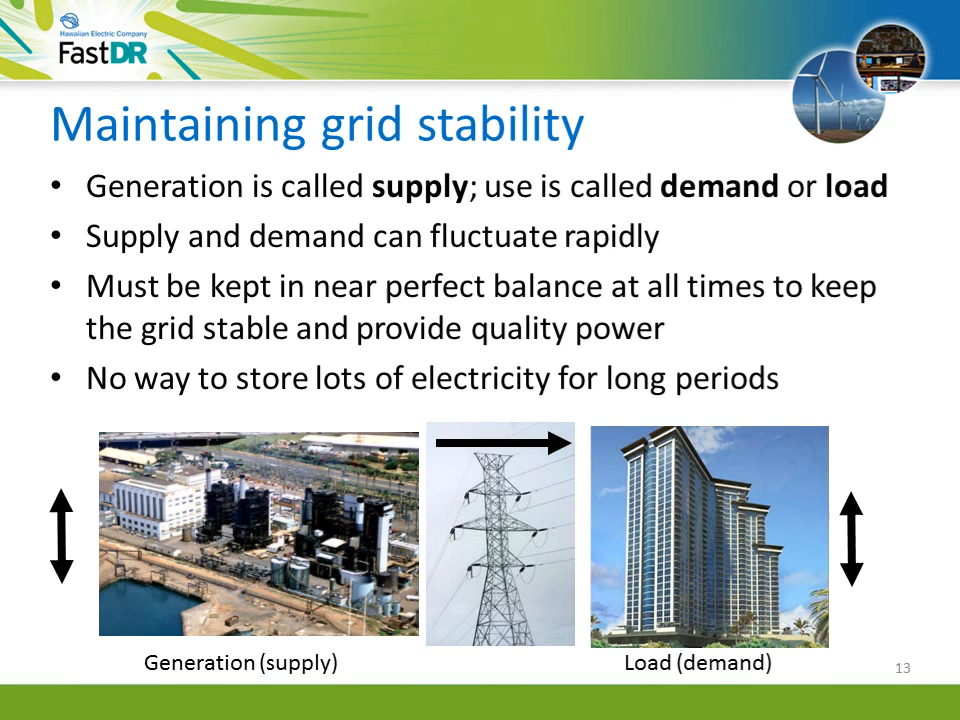 Hawaiian Electric Company
FastDR
Maintaining grid stability
• Generation is called supply; use is called demand or load
• Supply and demand can fluctuate rapidly
• Must be kept in near perfect balance at all times to keep
the grid stable and provide quality power
• No way to store lots of electricity for long periods
Generation (supply)
Load (demand)
13